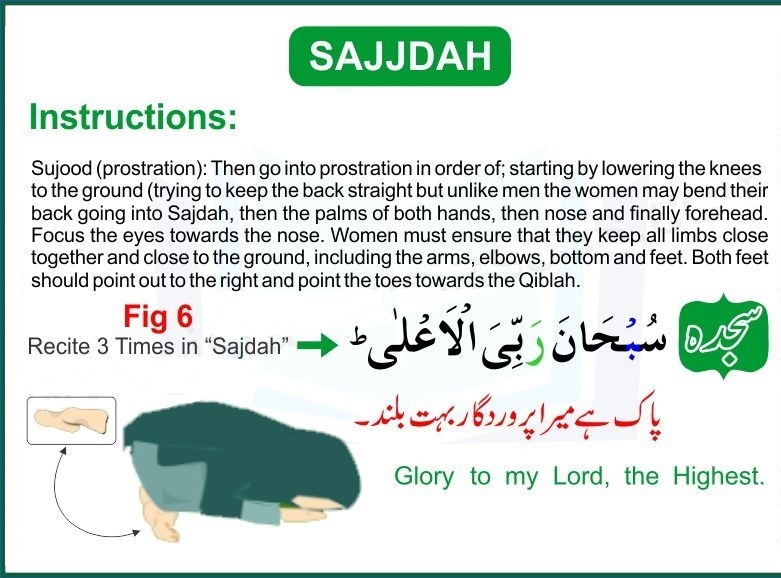 SAJJDAH
Instructions:
Sujood (prostration): Then go into prostration in order of; starting by lowering the knees
to the ground (trying to keep the back straight but unlike men the women may bend their
back going into Sajdah, then the palms of both hands, then nose and finally forehead.
Focus the eyes towards the nose. Women must ensure that they keep all limbs close
together and close to the ground, including the arms, elbows, bottom and feet. Both feet
should point out to the right and point the toes towards the Qiblah.
Fig 6
Recite 3 Times in “Sajdah”
سُبْحَانَ رَبِّیَ الْاَعْلٰی ط
سجدہ
پاک ہے میرا پروردگار بہت بلند۔
Glory to my Lord, the Highest.